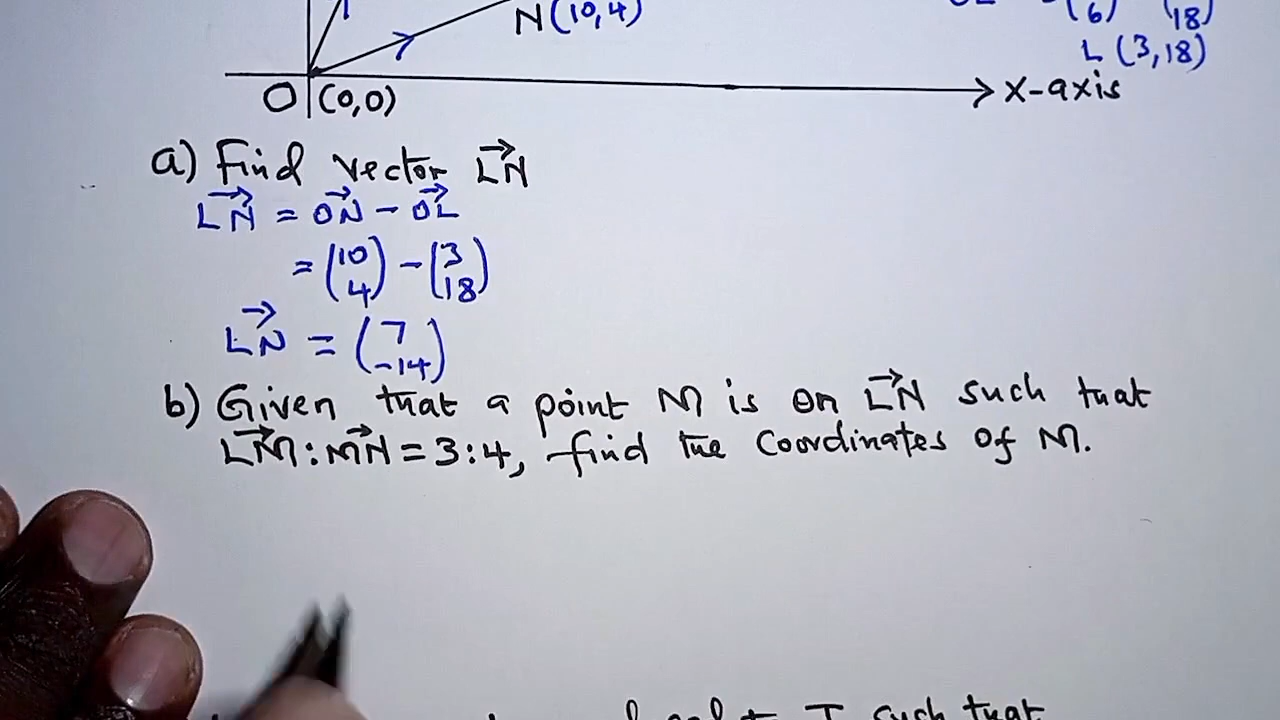 N(10,4)
(6) (18)
L (3,18)
O (0,0)
X-axis
a) Find vector LN
LN = ON - OL
= (10 4) - (3 18)
LN = (7 -14)
b) Given that a point M is on LN such that
LM:MN = 3:4, find the coordinates of M.
T such that